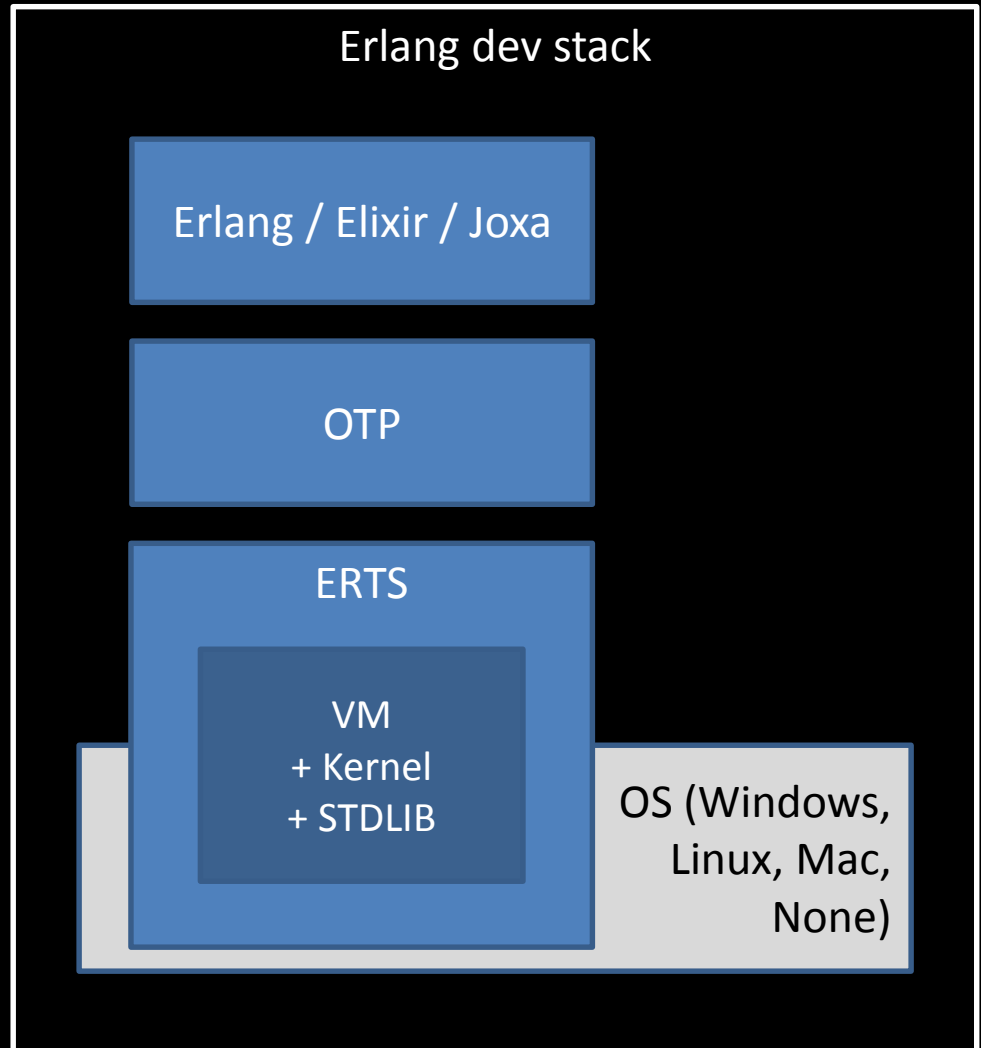 Erlang dev stack
Erlang / Elixir / Joxa
OTP
ERTS
VM
+ Kernel
+ STDLIB
OS (Windows,
Linux, Mac,
None)